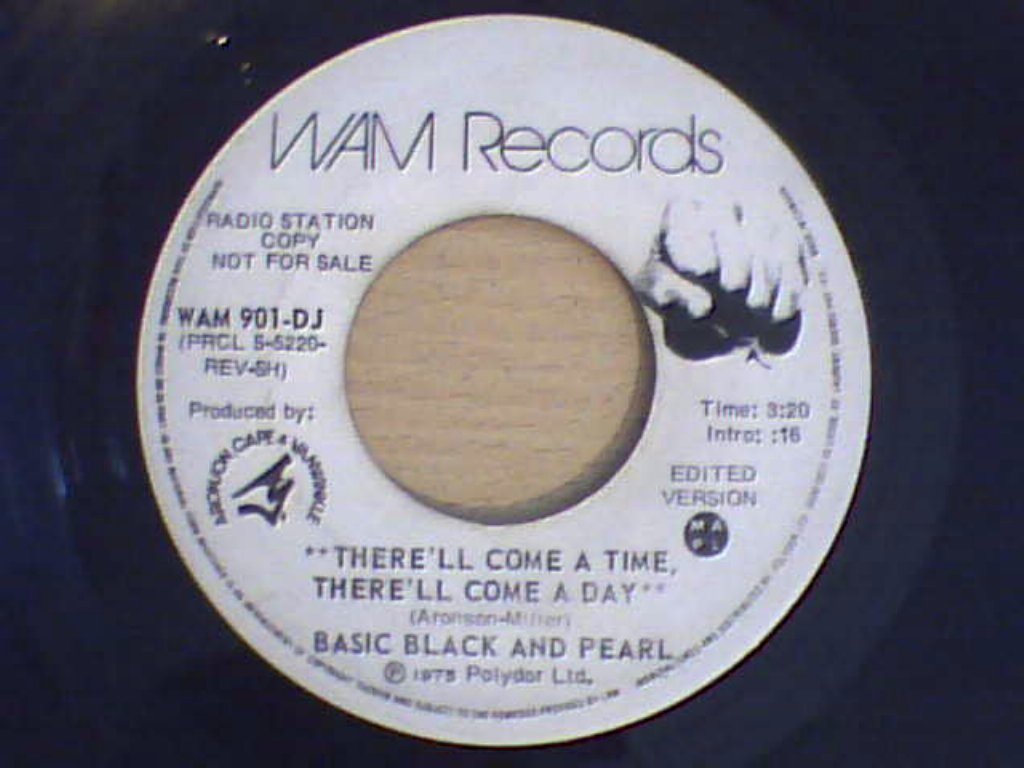 WAM Records
RADIO STATION
COPY
NOT FOR SALE
WAM 901-DJ
(PRCL S-5220-
REV-SH)
Produced by:
Time: 3:20
Intro: :16
EDITED
VERSION
MAPL
**THERE'LL COME A TIME,
THERE'LL COME A DAY**
(Aronson-Miller)
BASIC BLACK AND PEARL
℗ 1975 Polydor Ltd.